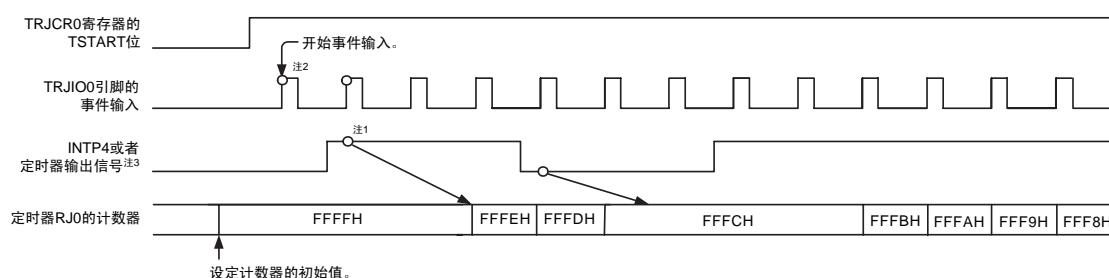 TRJCR0寄存器的
TSTART位
开始事件输入。
注2
TRJIO0引脚的
事件输入
注1
INTP4或者
定时器输出信号注3
定时器RJ0的计数器
FFFFH
FFFEH
FFFDH
FFFCH
FFFBH
FFFAH
FFF9H
FFF8H
设定计数器的初始值。